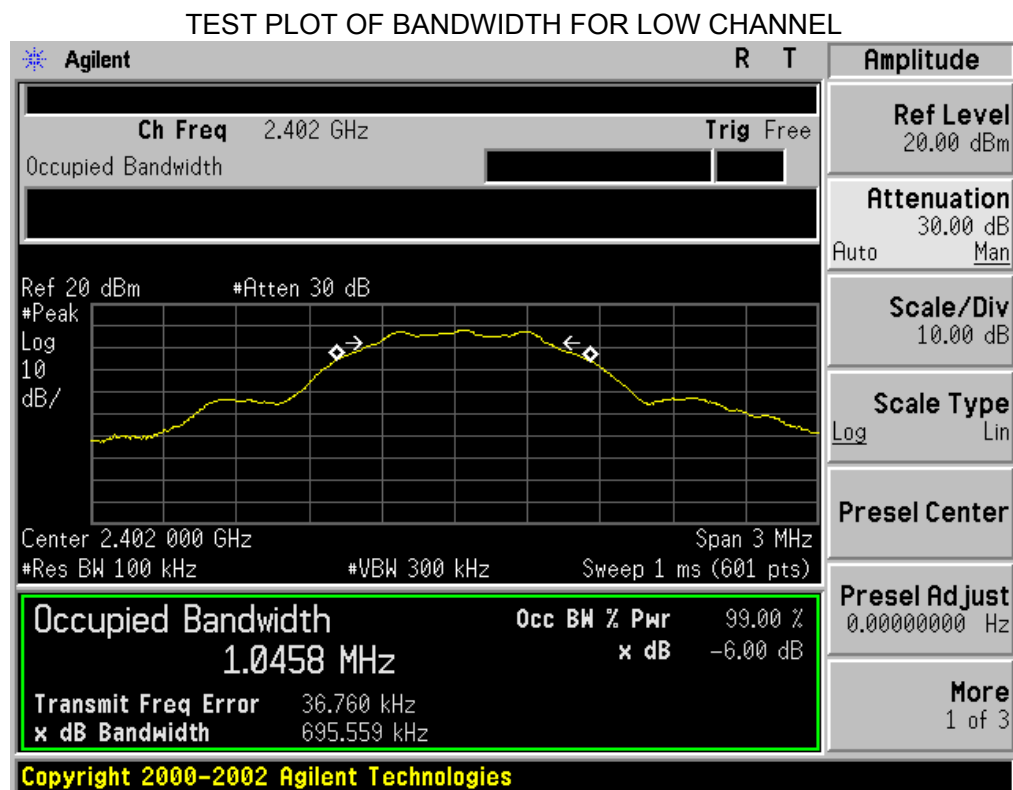 TEST PLOT OF BANDWIDTH FOR LOW CHANNEL
Agilent R T
Ch Freq 2.402 GHz Trig Free
Occupied Bandwidth
Ref 20 dBm #Atten 30 dB
#Peak
Log
10
dB/
Center 2.402 000 GHz Span 3 MHz
#Res BW 100 kHz #VBW 300 kHz Sweep 1 ms (601 pts)
Occupied Bandwidth Occ BW % Pwr 99.00 %
1.0458 MHz x dB -6.00 dB
Transmit Freq Error 36.760 kHz
x dB Bandwidth 695.559 kHz
Copyright 2000-2002 Agilent Technologies
Amplitude
Ref Level
20.00 dBm
Attenuation
30.00 dB
Auto Man
Scale/Div
10.00 dB
Scale Type
Log Lin
Presel Center
Presel Adjust
0.00000000 Hz
More
1 of 3